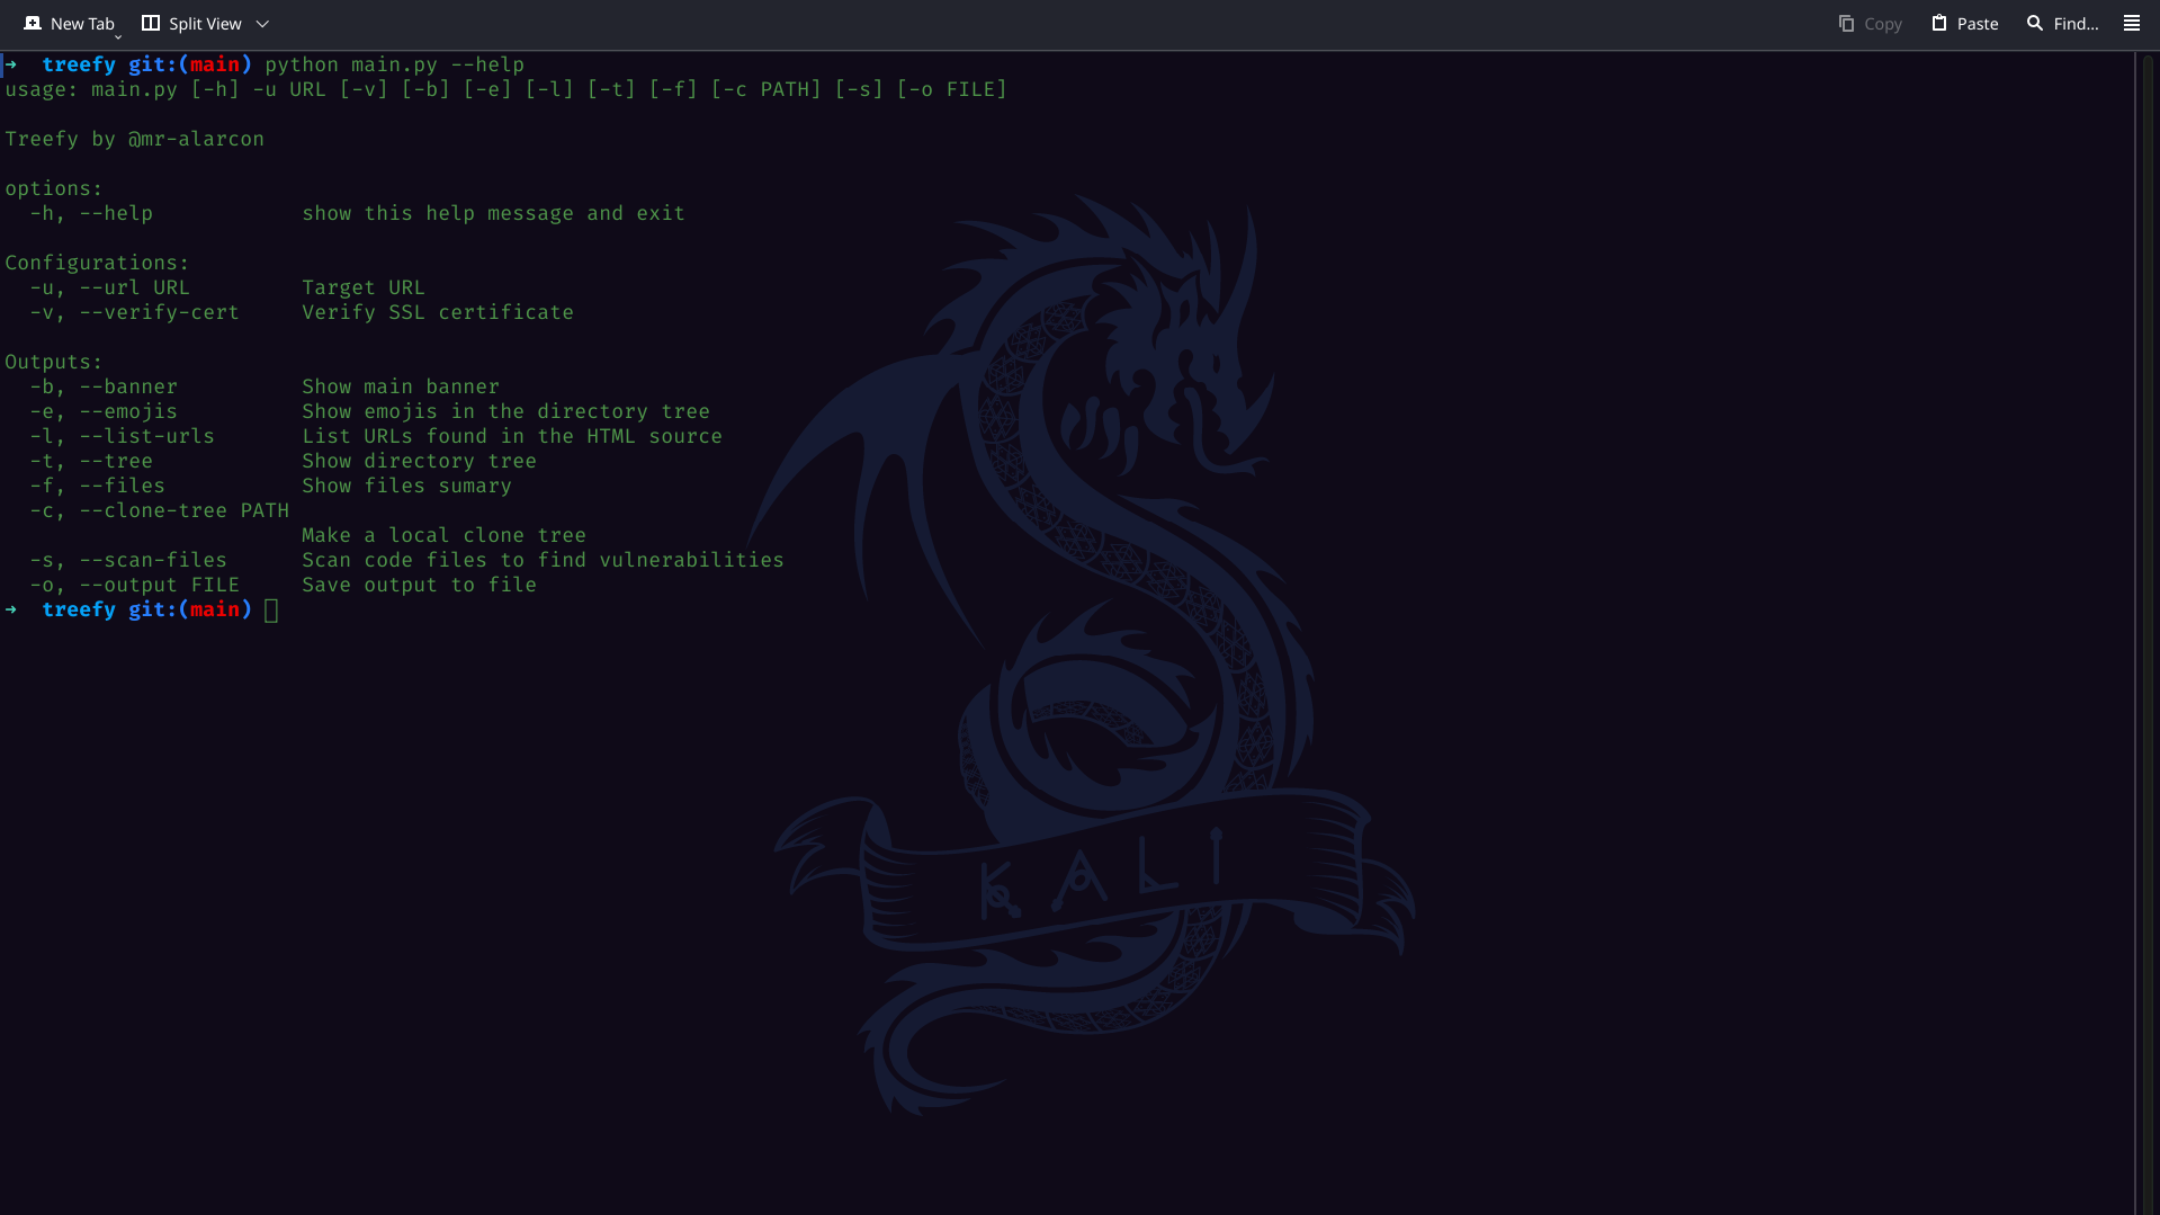 New Tab Split View Copy Paste Find...
➜  treefy git:(main) python main.py --help
usage: main.py [-h] -u URL [-v] [-b] [-e] [-l] [-t] [-f] [-c PATH] [-s] [-o FILE]
Treefy by @mr-alarcon
options:
  -h, --help            show this help message and exit
Configurations:
  -u, --url URL         Target URL
  -v, --verify-cert     Verify SSL certificate
Outputs:
  -b, --banner          Show main banner
  -e, --emojis          Show emojis in the directory tree
  -l, --list-urls       List URLs found in the HTML source
  -t, --tree            Show directory tree
  -f, --files           Show files sumary
  -c, --clone-tree PATH
                        Make a local clone tree
  -s, --scan-files      Scan code files to find vulnerabilities
  -o, --output FILE     Save output to file
➜  treefy git:(main)
KALI